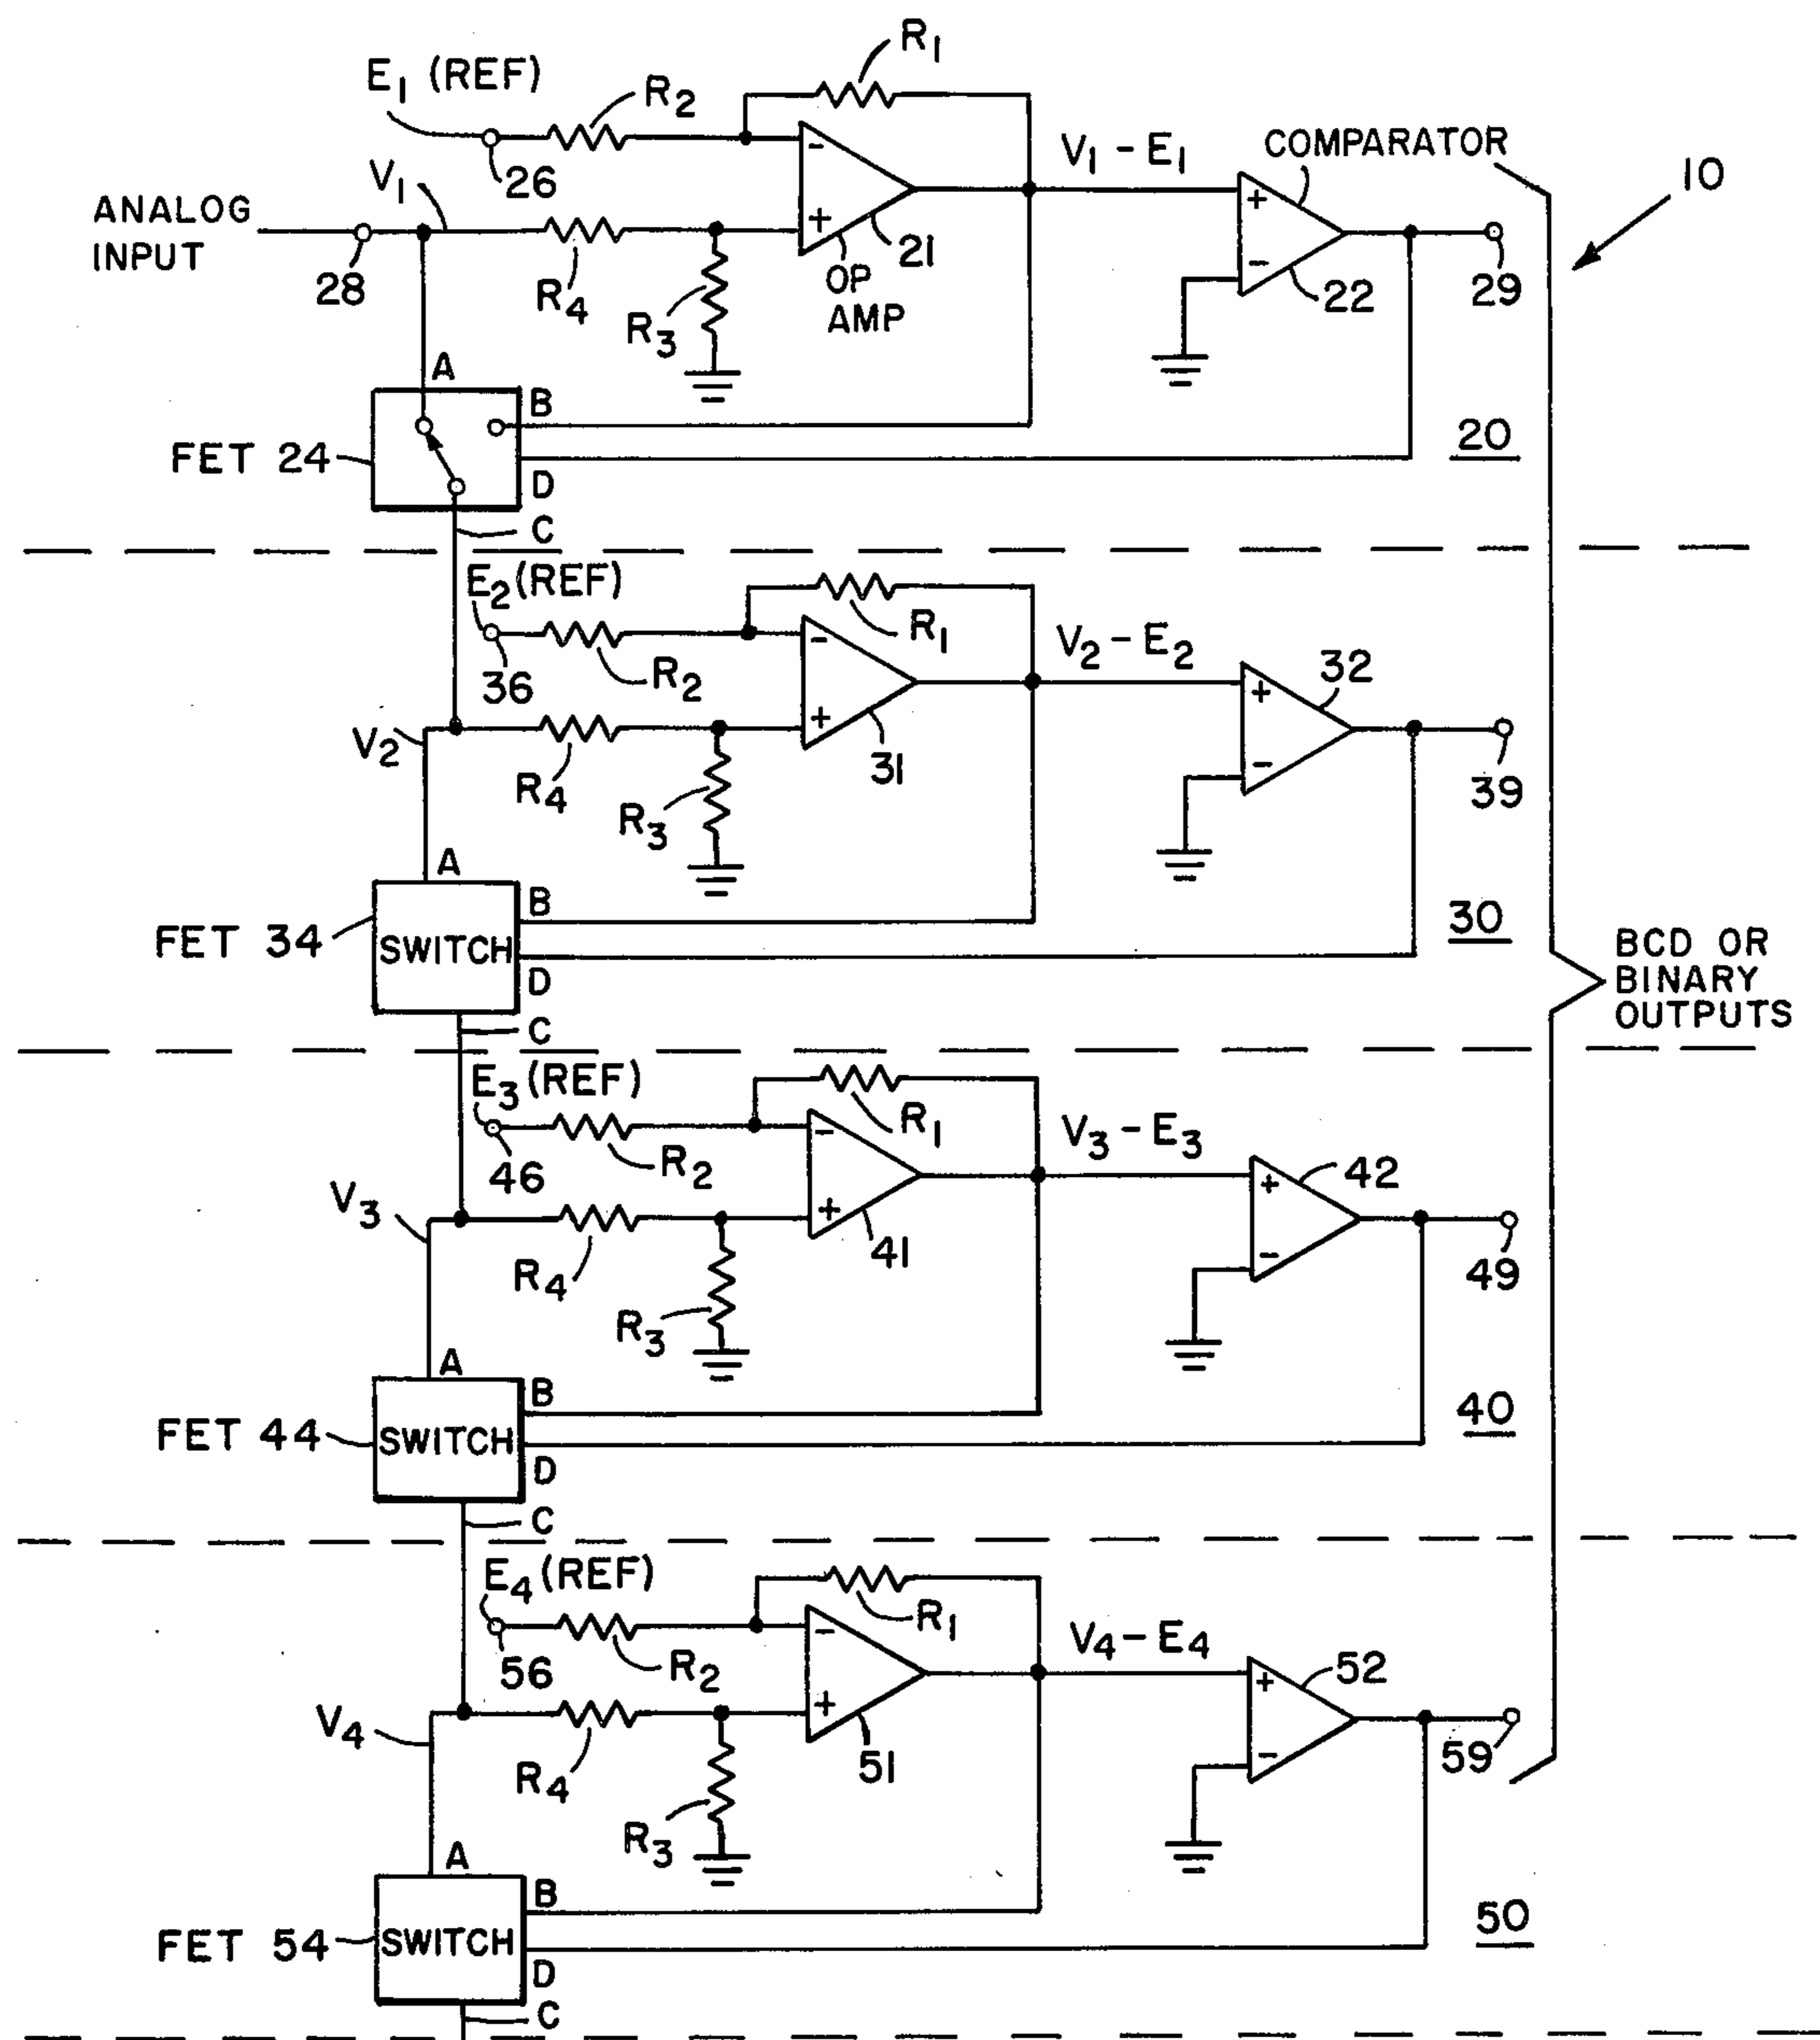 R1
E1 (REF)
R2
26
V1
ANALOG
INPUT
28
R4
R3
OP
AMP
21
V1 – E1
COMPARATOR
+
-
+
-
22
29
10
A
B
D
C
FET 24
20
E2 (REF)
36
R2
R1
V2 – E2
32
V2
R4
R3
-
+
31
+
-
39
A
B
D
C
FET 34
SWITCH
30
BCD OR
BINARY
OUTPUTS
E3 (REF)
46
R2
R1
V3 – E3
42
V3
R4
R3
-
+
41
+
-
49
A
B
D
C
FET 44
SWITCH
40
E4 (REF)
56
R2
R1
V4 – E4
52
V4
R4
R3
-
+
51
+
-
59
A
B
D
C
FET 54
SWITCH
50